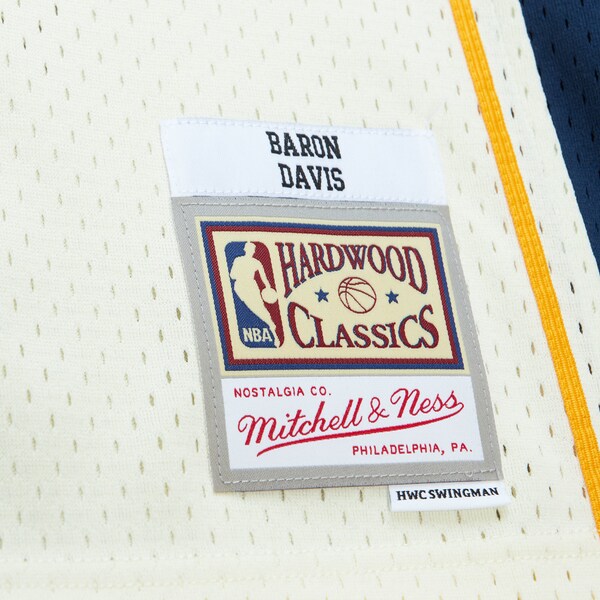 BARON
DAVIS
HARDWOOD
CLASSICS
NBA
NOSTALGIA CO.
Mitchell & Ness
PHILADELPHIA, PA.
HWC SWINGMAN